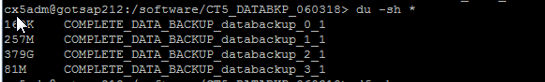 cx5adm@gotsap212:/software/CT5_DATABKP_060318> du -sh *
COMPLETE_DATA_BACKUP_databackup_0_1
257M COMPLETE_DATA_BACKUP_databackup_1_1
379G COMPLETE_DATA_BACKUP_databackup_2_1
81M COMPLETE_DATA_BACKUP_databackup_3_1